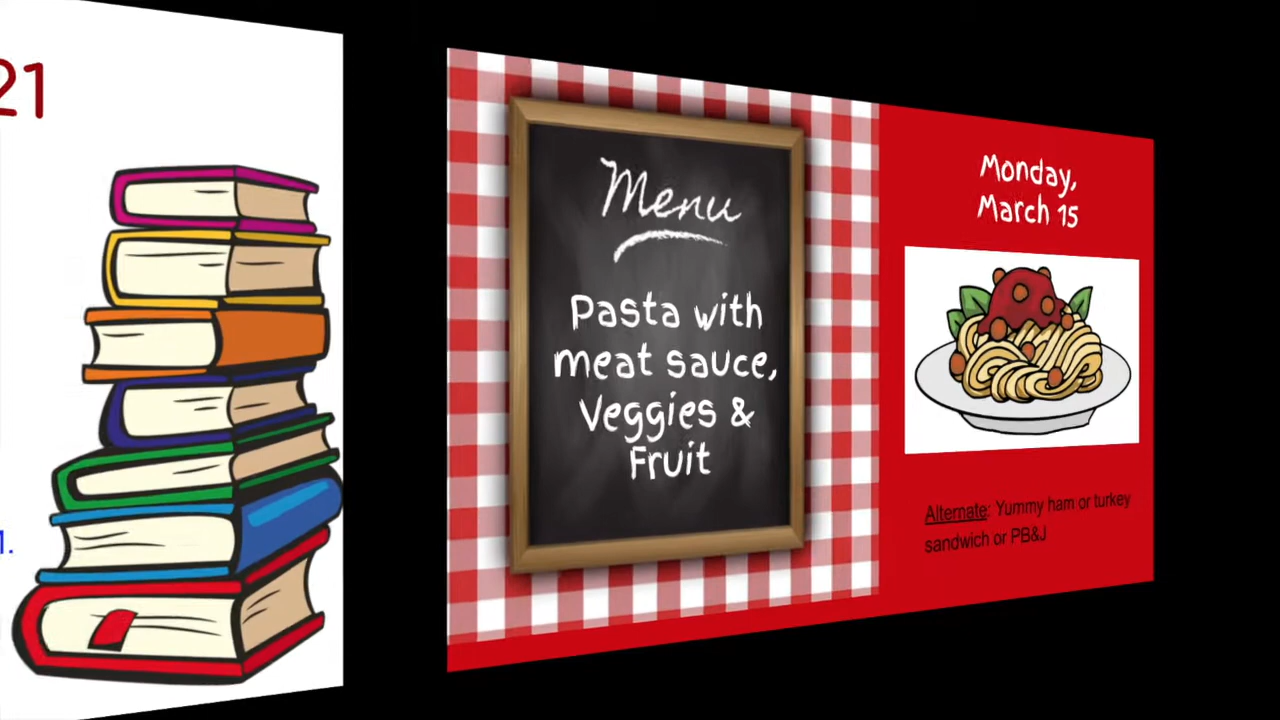 21
1.
Menu
Pasta with
meat sauce,
Veggies &
Fruit
Monday,
March 15
Alternate: Yummy ham or turkey
sandwich or PB&J